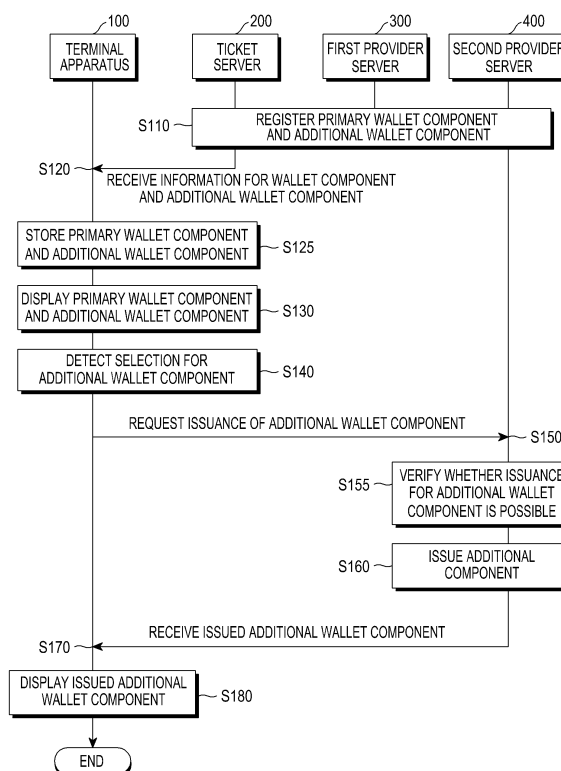 100
200
300
400
TERMINAL
APPARATUS
TICKET
SERVER
FIRST PROVIDER
SERVER
SECOND PROVIDER
SERVER
S110
REGISTER PRIMARY WALLET COMPONENT
AND ADDITIONAL WALLET COMPONENT
S120
RECEIVE INFORMATION FOR WALLET COMPONENT
AND ADDITIONAL WALLET COMPONENT
STORE PRIMARY WALLET COMPONENT
AND ADDITIONAL WALLET COMPONENT
S125
DISPLAY PRIMARY WALLET COMPONENT
AND ADDITIONAL WALLET COMPONENT
S130
DETECT SELECTION FOR
ADDITIONAL WALLET COMPONENT
S140
REQUEST ISSUANCE OF ADDITIONAL WALLET COMPONENT
S150
S155
VERIFY WHETHER ISSUANCE
FOR ADDITIONAL WALLET
COMPONENT IS POSSIBLE
S160
ISSUE ADDITIONAL
COMPONENT
RECEIVE ISSUED ADDITIONAL WALLET COMPONENT
S170
DISPLAY ISSUED ADDITIONAL
WALLET COMPONENT
S180
END